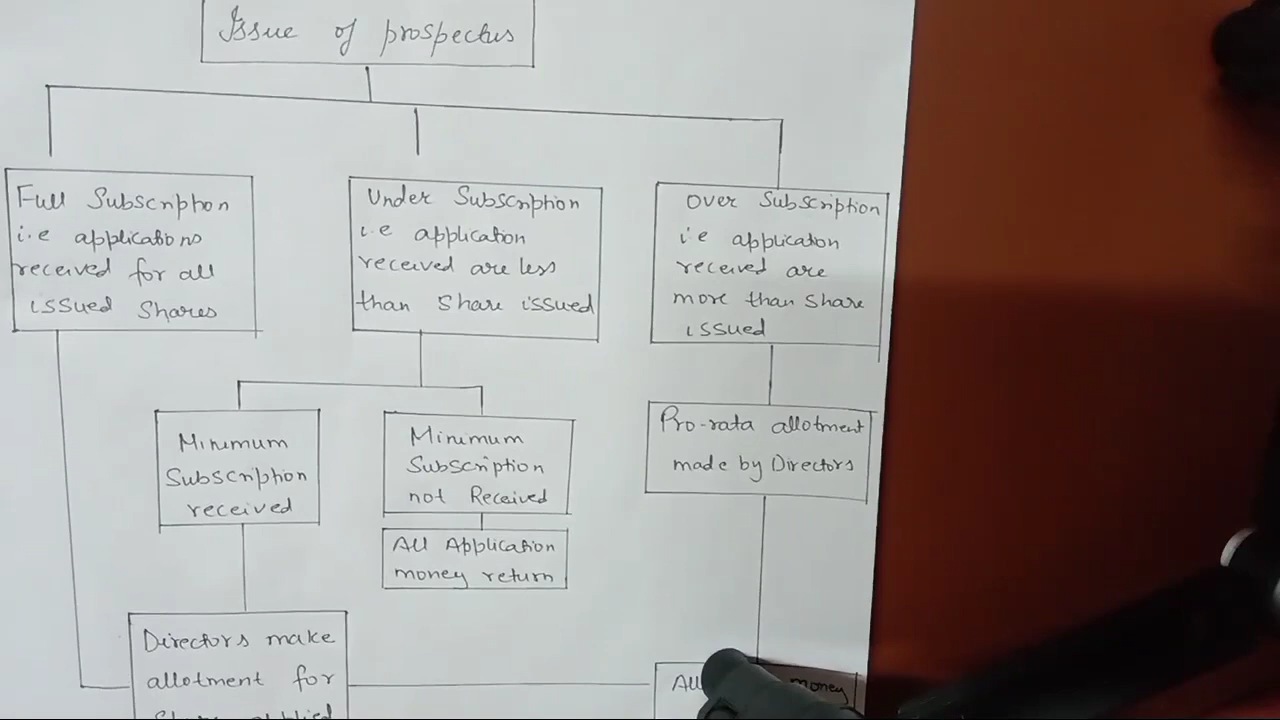 Issue of prospectus
Full Subscription
i.e applications
received for all
issued shares
Under Subscription
i.e application
received are less
than share issued
Over Subscription
i.e application
received are
more than share
issued
Minimum
Subscription
received
Minimum
Subscription
not Received
All Application
money return
Pro-rata allotment
made by Directors
Directors make
allotment for
money